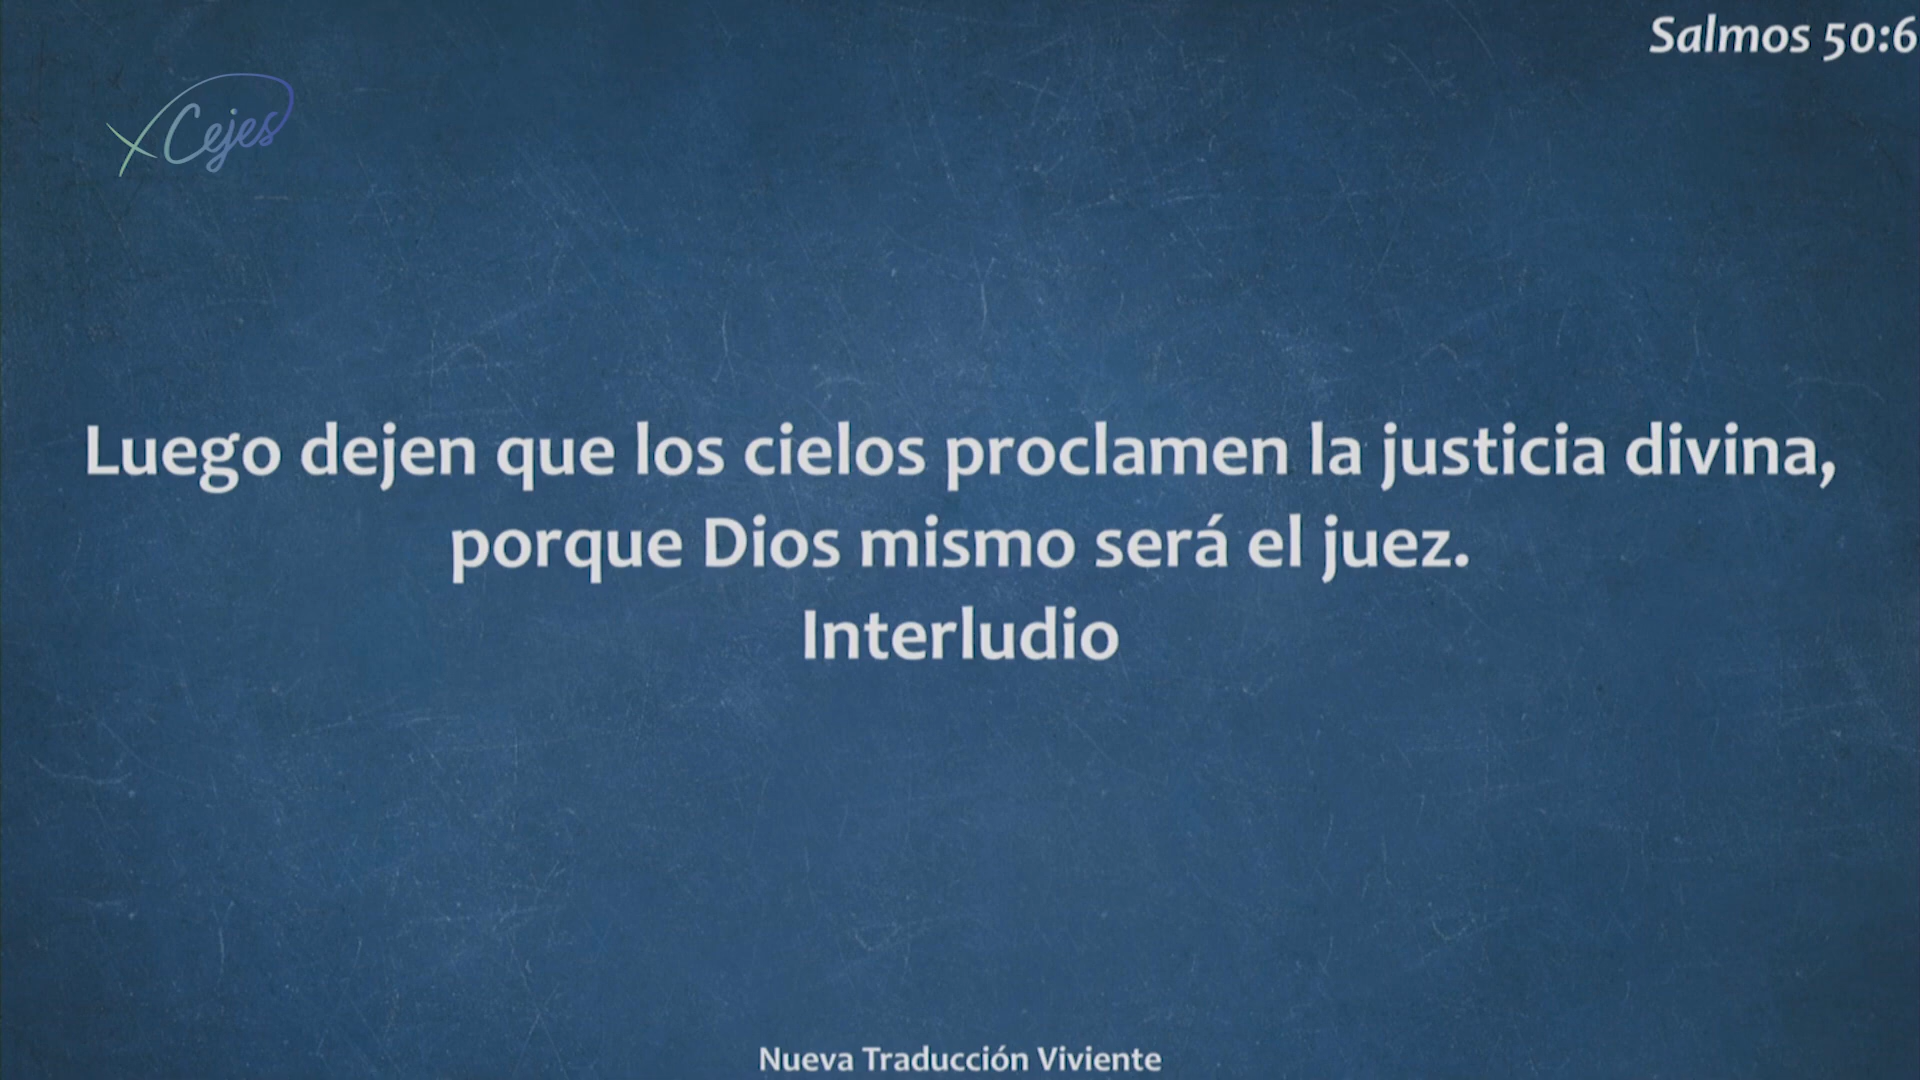 Salmos 50:6
Cejes
Luego dejen que los cielos proclamen la justicia divina,
porque Dios mismo será el juez.
Interludio
Nueva Traducción Viviente